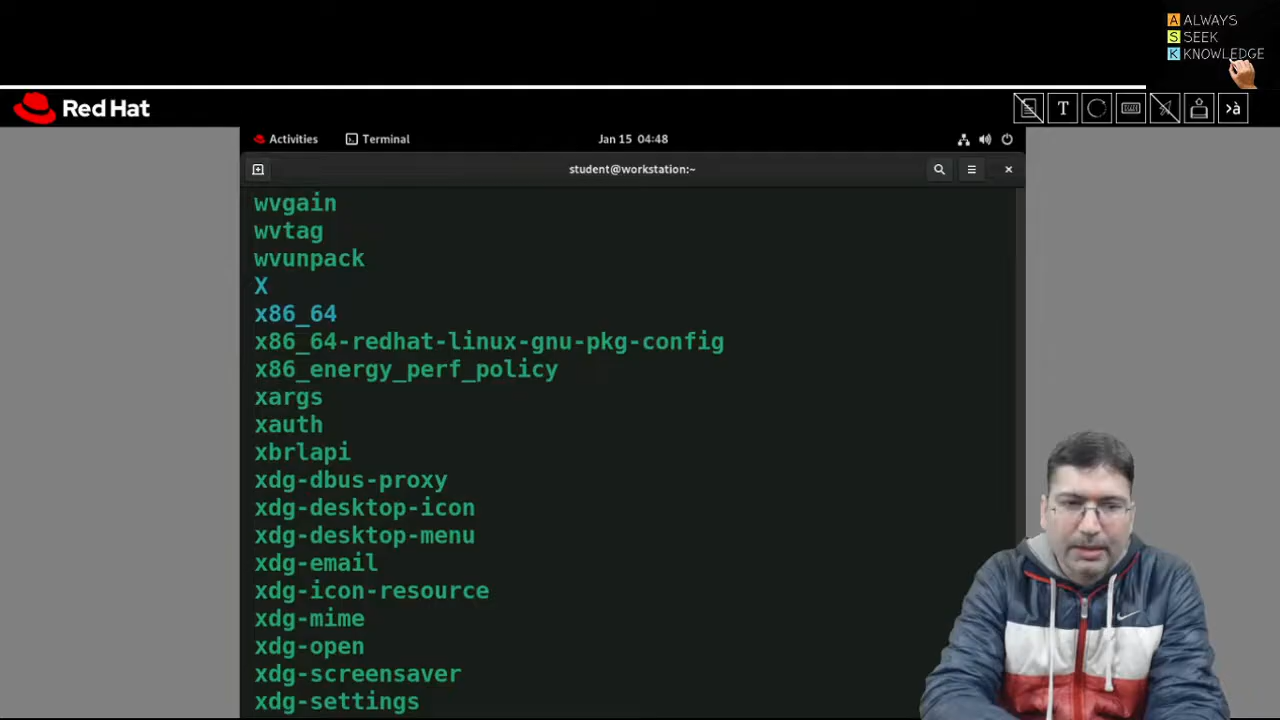 A ALWAYS
S SEEK
K KNOWLEDGE
Red Hat
T
›à
Activities
Terminal
Jan 15 04:48
student@workstation:~
wvgain
wvtag
wvunpack
X
x86_64
x86_64-redhat-linux-gnu-pkg-config
x86_energy_perf_policy
xargs
xauth
xbrlapi
xdg-dbus-proxy
xdg-desktop-icon
xdg-desktop-menu
xdg-email
xdg-icon-resource
xdg-mime
xdg-open
xdg-screensaver
xdg-settings